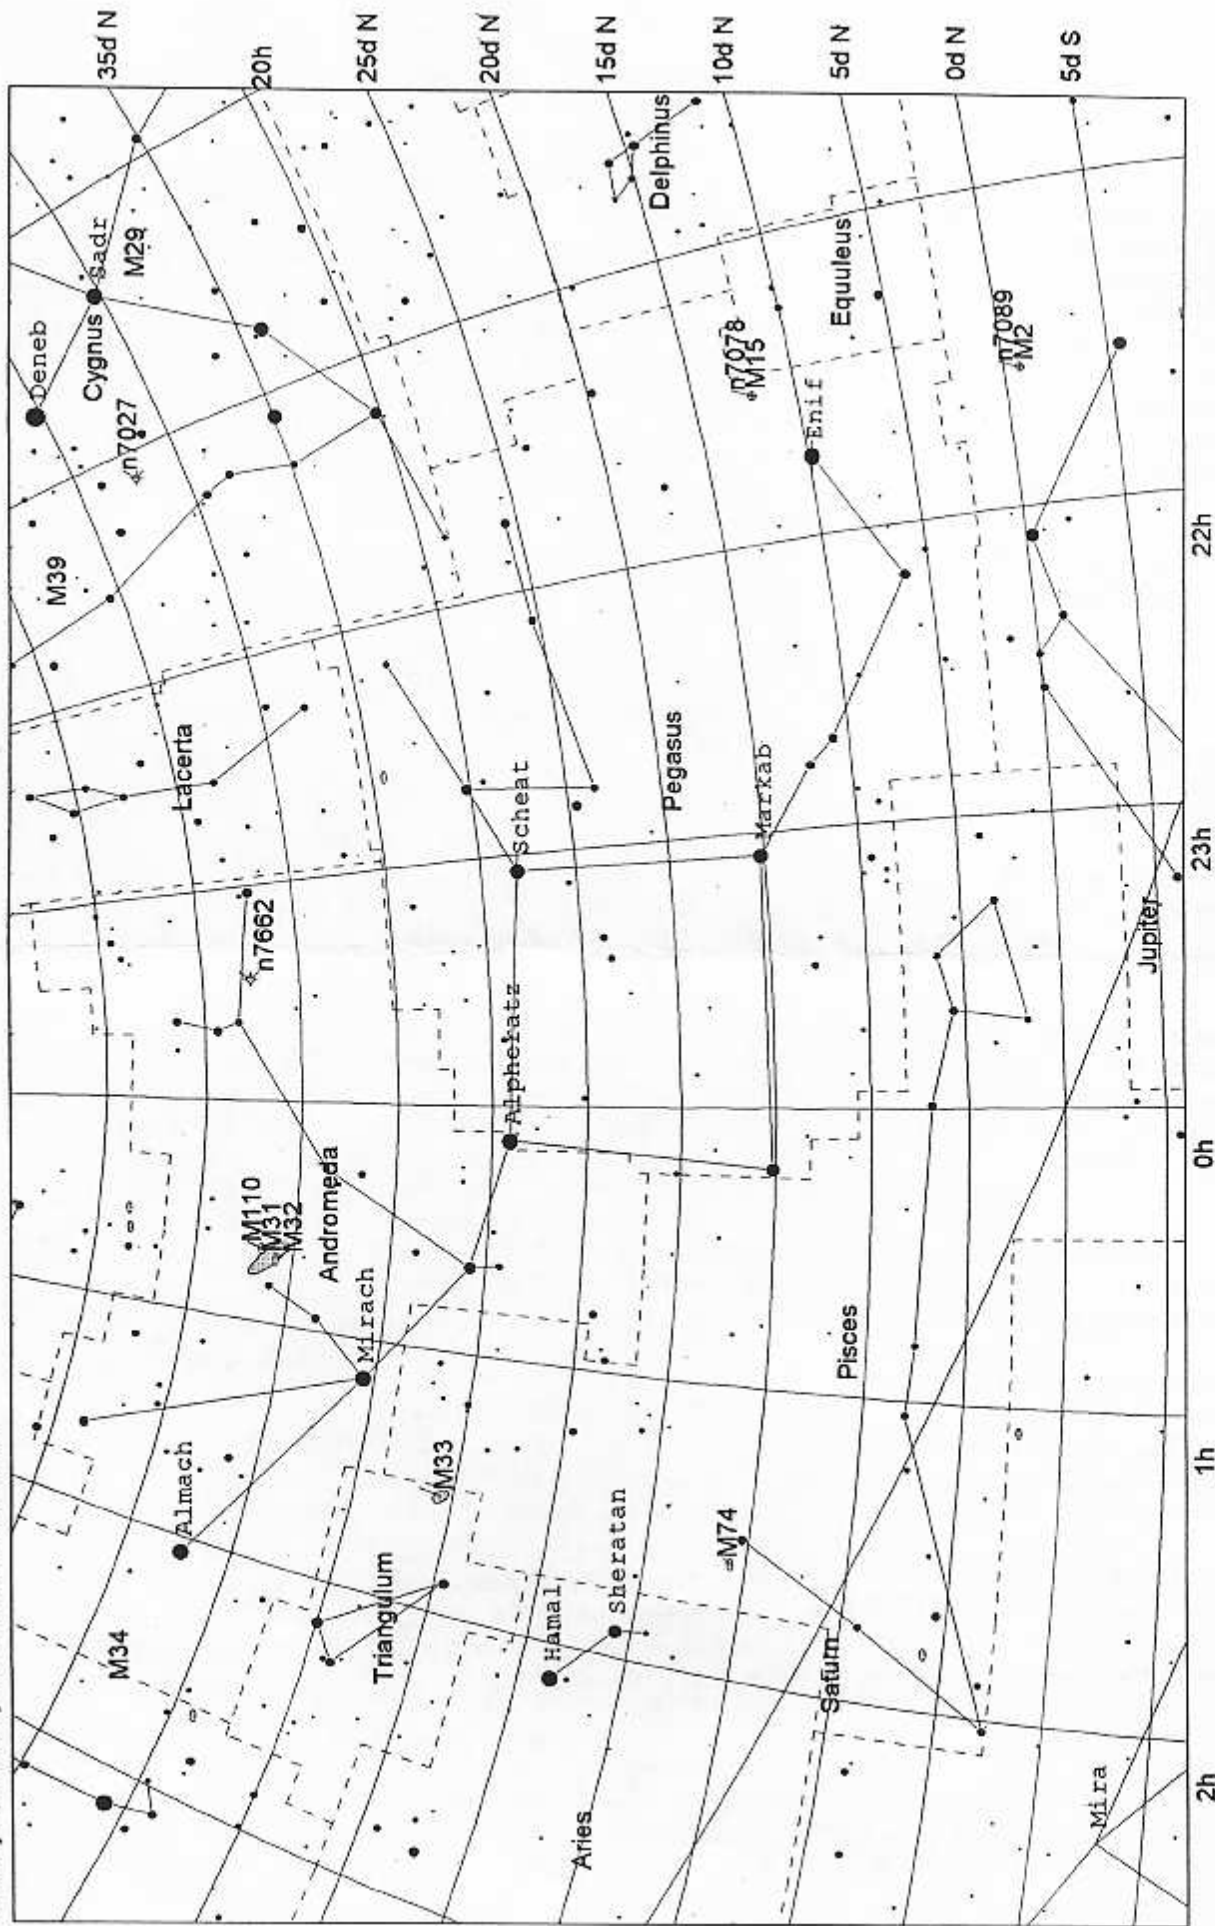 35d N
20h
25d N
20d N
15d N
10d N
5d N
0d N
5d S
Deneb
Cygnus
Sadr
M29
n7027
M39
Delphinus
n7078
M15
Equuleus
n7089
M2
Enif
22h
Lacerta
Scheat
Pegasus
Markab
23h
n7662
Alpheratz
Jupiter
M110
M31
M32
Andromeda
Mirach
0h
Pisces
Almach
M33
M74
1h
M34
Triangulum
Hamal
Sheratan
Saturn
Aries
Mira
2h